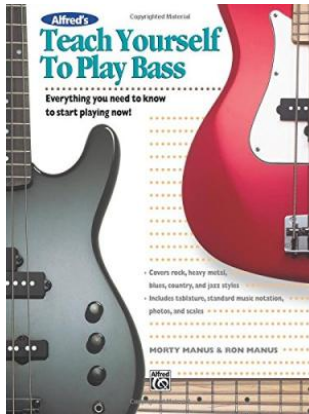 Alfred's
Copyrighted Material
Teach Yourself
To Play Bass
Everything you need to know
to start playing now!
• Covers rock, heavy metal,
blues, country, and jazz styles
• Includes tablature, standard music notation,
photos, and scales
MORTY MANUS & RON MANUS
Alfred